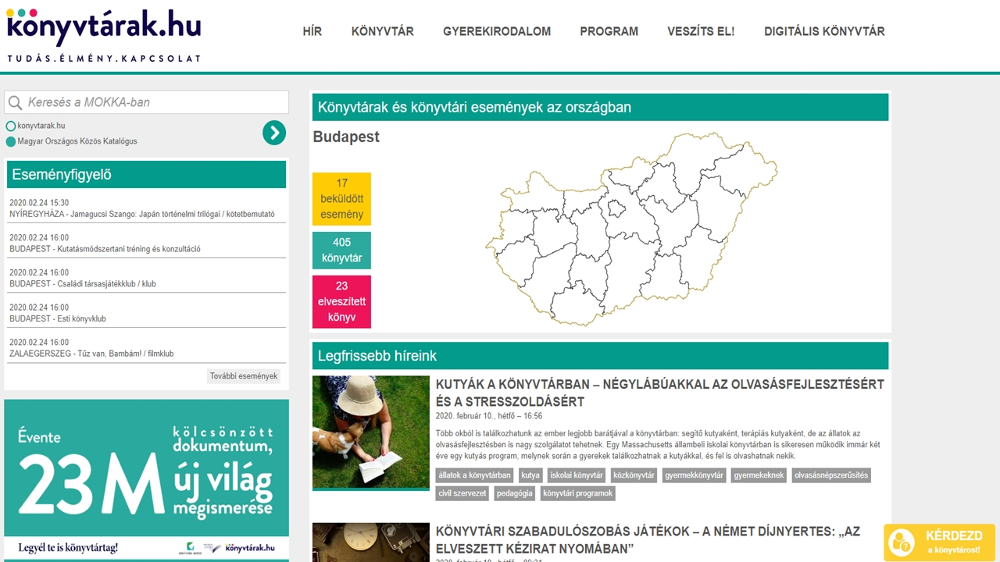 könyvtárak.hu
TUDÁS.ÉLMÉNY.KAPCSOLAT
HÍR KÖNYVTÁR GYEREKIRODALOM PROGRAM VESZÍTS EL! DIGITÁLIS KÖNYVTÁR
Keresés a MOKKA-ban
konyvtarak.hu
Magyar Országos Közös Katalógus
Eseményfigyelő
2020.02.24 15:30
NYÍREGYHÁZA - Jamagucsi Szango: Japán történelmi trilógai / kötetbemutató
2020.02.24 16:00
BUDAPEST - Kutatásmódszertani tréning és konzultáció
2020.02.24 16:00
BUDAPEST - Családi társasjátékklub / klub
2020.02.24 16:00
BUDAPEST - Esti könyvklub
2020.02.24 16:00
ZALAEGERSZEG - Tűz van, Bambám! / filmklub
További események
Évente
23M
kölcsönzött
dokumentum,
új világ
megismerése
Legyél te is könyvtártag!
könyvtárak.hu
Könyvtárak és könyvtári események az országban
Budapest
17
beküldött
esemény
405
könyvtár
23
elveszített
könyv
Legfrissebb híreink
KUTYÁK A KÖNYVTÁRBAN – NÉGYLÁBÚAKKAL AZ OLVASÁSFEJLESZTÉSÉRT
ÉS A STRESSZOLDÁSÉRT
2020. február 10., hétfő – 16:56
Több okból is találkozhatunk az ember legjobb barátjával a könyvtárban: segítő kutyaként, terápiás kutyaként, de az állatok az
olvasásfejlesztésben is nagy szolgálatot tehetnek. Egy Massachusetts állambeli iskolai könyvtárban is sikeresen működik immár két
éve egy kutyás program, melynek során a gyerekek találkozhatnak a kutyákkal, és fel is olvashatnak nekik.
állatok a könyvtárban kutya iskolai könyvtár közkönyvtár gyermekkönyvtár gyermekeknek olvasásnépszerűsítés
civil szervezet pedagógia könyvtári programok
KÖNYVTÁRI SZABADULÓSZOBÁS JÁTÉKOK – A NÉMET DÍJNYERTES: „AZ
ELVESZETT KÉZIRAT NYOMÁBAN”
KÉRDEZD
a könyvtárost!